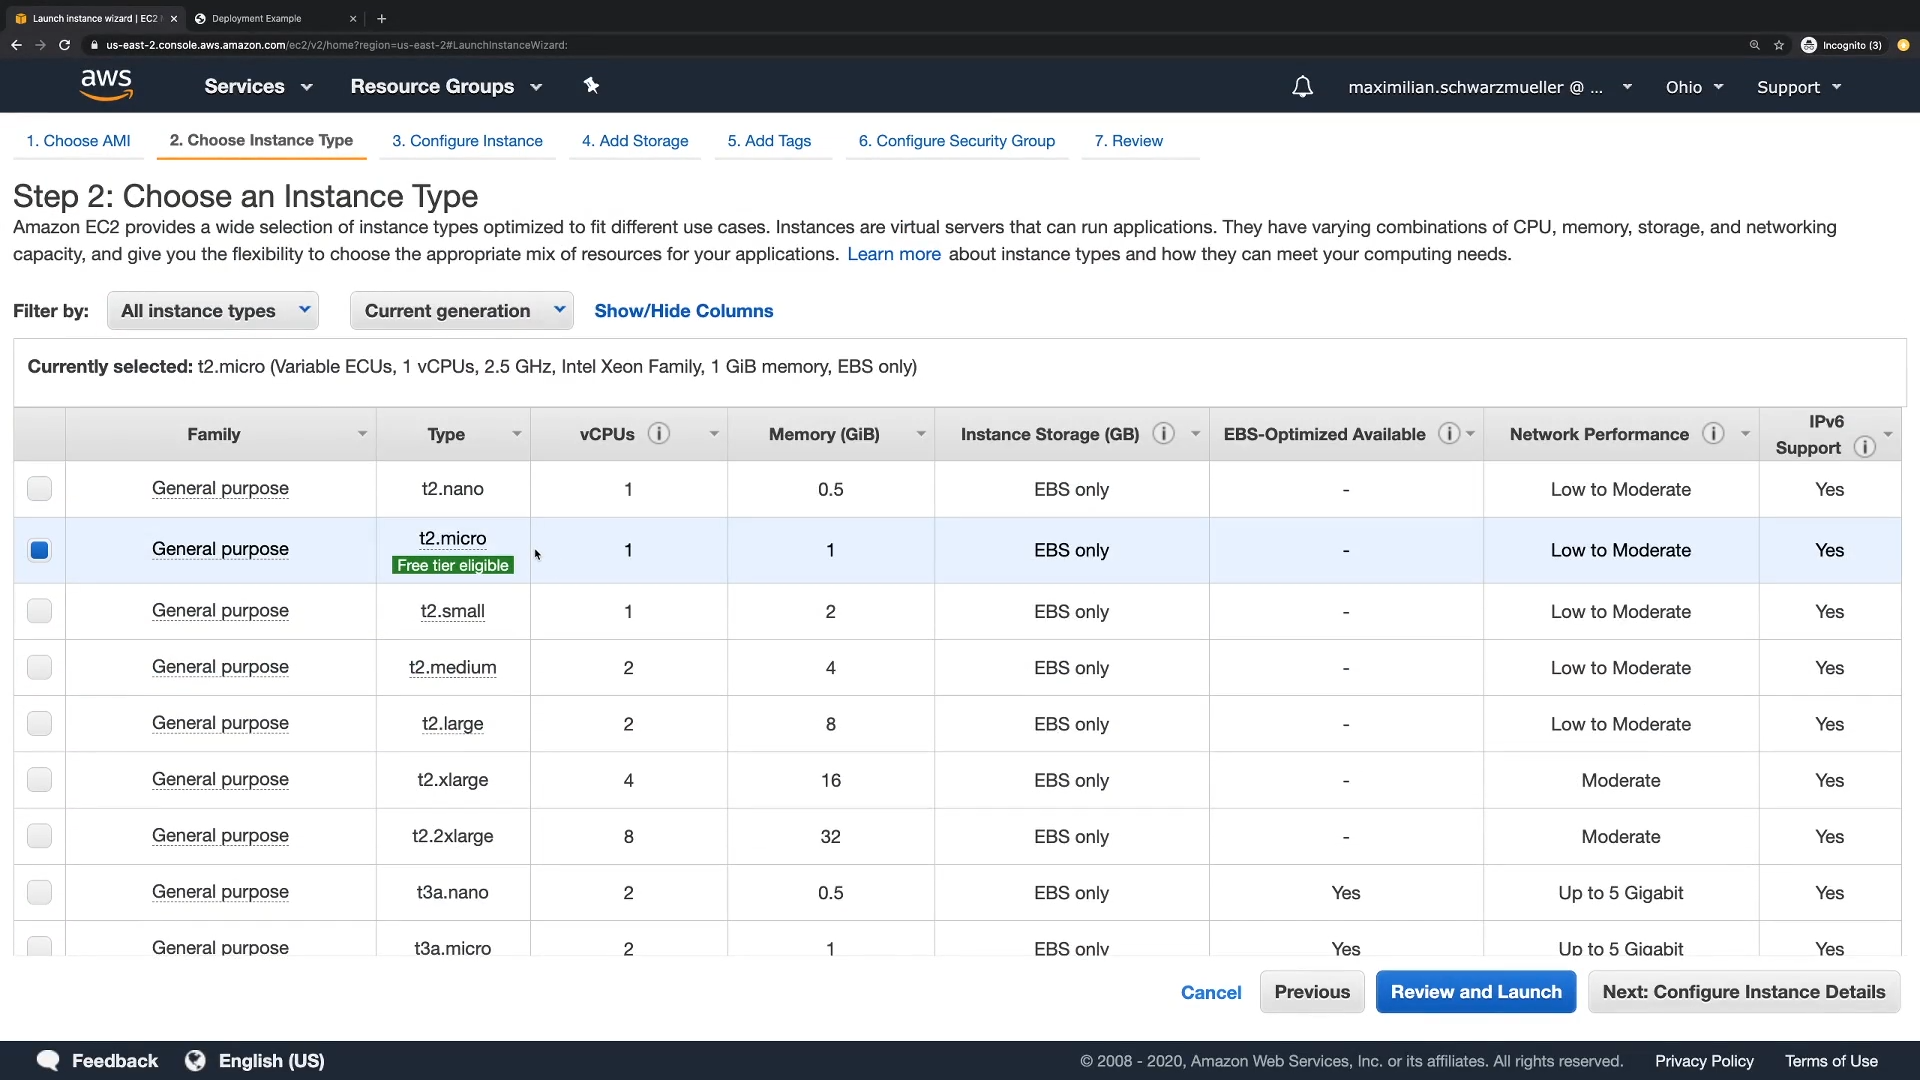 Launch instance wizard | EC2
Deployment Example
us-east-2.console.aws.amazon.com/ec2/v2/home?region=us-east-2#LaunchInstanceWizard:
Incognito (3)
aws
Services
Resource Groups
maximilian.schwarzmueller @ ...
Ohio
Support
1. Choose AMI
2. Choose Instance Type
3. Configure Instance
4. Add Storage
5. Add Tags
6. Configure Security Group
7. Review
Step 2: Choose an Instance Type
Amazon EC2 provides a wide selection of instance types optimized to fit different use cases. Instances are virtual servers that can run applications. They have varying combinations of CPU, memory, storage, and networking
capacity, and give you the flexibility to choose the appropriate mix of resources for your applications. Learn more about instance types and how they can meet your computing needs.
Filter by: All instance types Current generation Show/Hide Columns
Currently selected: t2.micro (Variable ECUs, 1 vCPUs, 2.5 GHz, Intel Xeon Family, 1 GiB memory, EBS only)
Family Type vCPUs Memory (GiB) Instance Storage (GB) EBS-Optimized Available Network Performance IPv6 Support
General purpose t2.nano 1 0.5 EBS only - Low to Moderate Yes
General purpose t2.micro Free tier eligible 1 1 EBS only - Low to Moderate Yes
General purpose t2.small 1 2 EBS only - Low to Moderate Yes
General purpose t2.medium 2 4 EBS only - Low to Moderate Yes
General purpose t2.large 2 8 EBS only - Low to Moderate Yes
General purpose t2.xlarge 4 16 EBS only - Moderate Yes
General purpose t2.2xlarge 8 32 EBS only - Moderate Yes
General purpose t3a.nano 2 0.5 EBS only Yes Up to 5 Gigabit Yes
General purpose t3a.micro 2 1 EBS only Yes Up to 5 Gigabit Yes
Cancel Previous Review and Launch Next: Configure Instance Details
Feedback English (US) © 2008 - 2020, Amazon Web Services, Inc. or its affiliates. All rights reserved. Privacy Policy Terms of Use